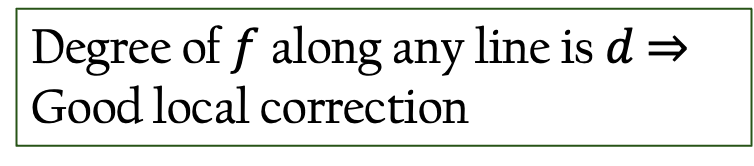 Degree of 𝒇 along any line is 𝒅 ⇒
Good local correction